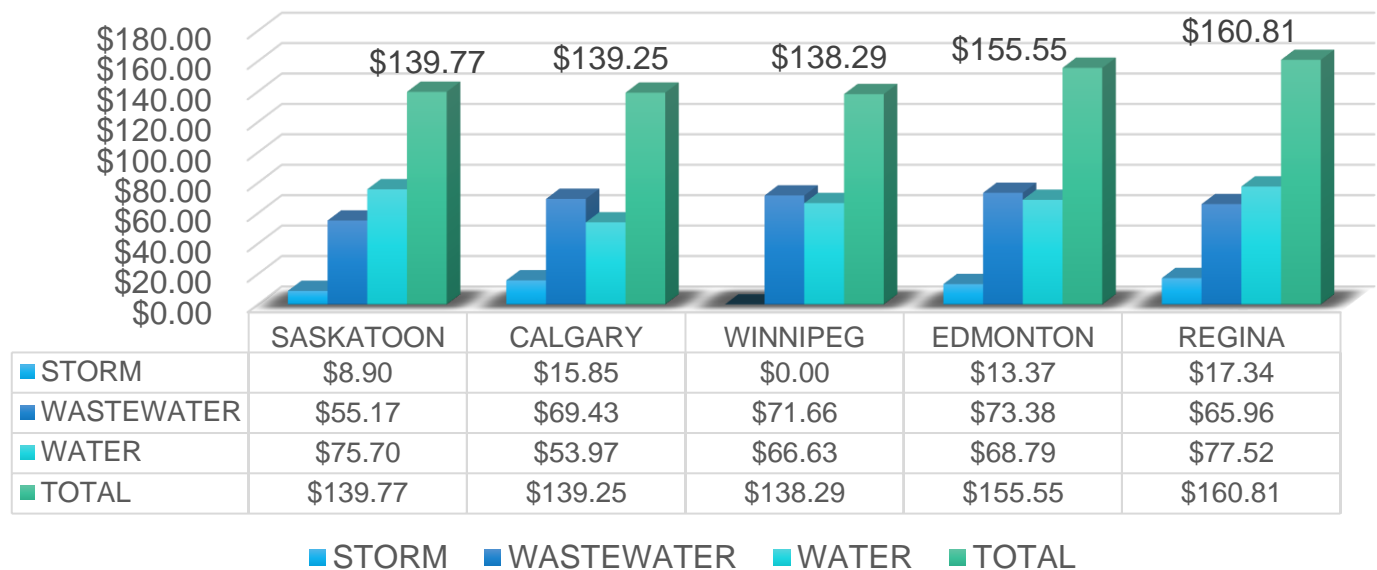 $180.00
$160.00
$140.00
$120.00
$100.00
$80.00
$60.00
$40.00
$20.00
$0.00
$139.77 $139.25 $138.29 $155.55 $160.81
SASKATOON CALGARY WINNIPEG EDMONTON REGINA
STORM $8.90 $15.85 $0.00 $13.37 $17.34
WASTEWATER $55.17 $69.43 $71.66 $73.38 $65.96
WATER $75.70 $53.97 $66.63 $68.79 $77.52
TOTAL $139.77 $139.25 $138.29 $155.55 $160.81
STORM WASTEWATER WATER TOTAL